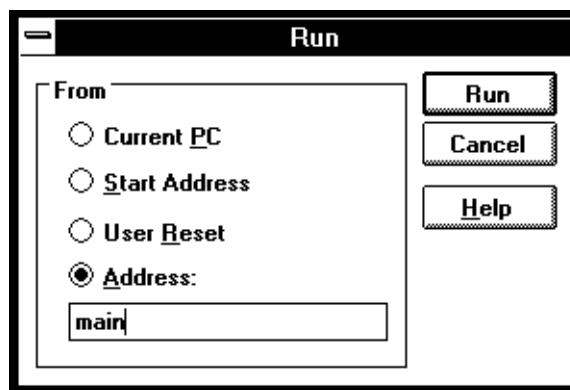 Run
From
Current PC
Start Address
User Reset
Address:
main
Run
Cancel
Help